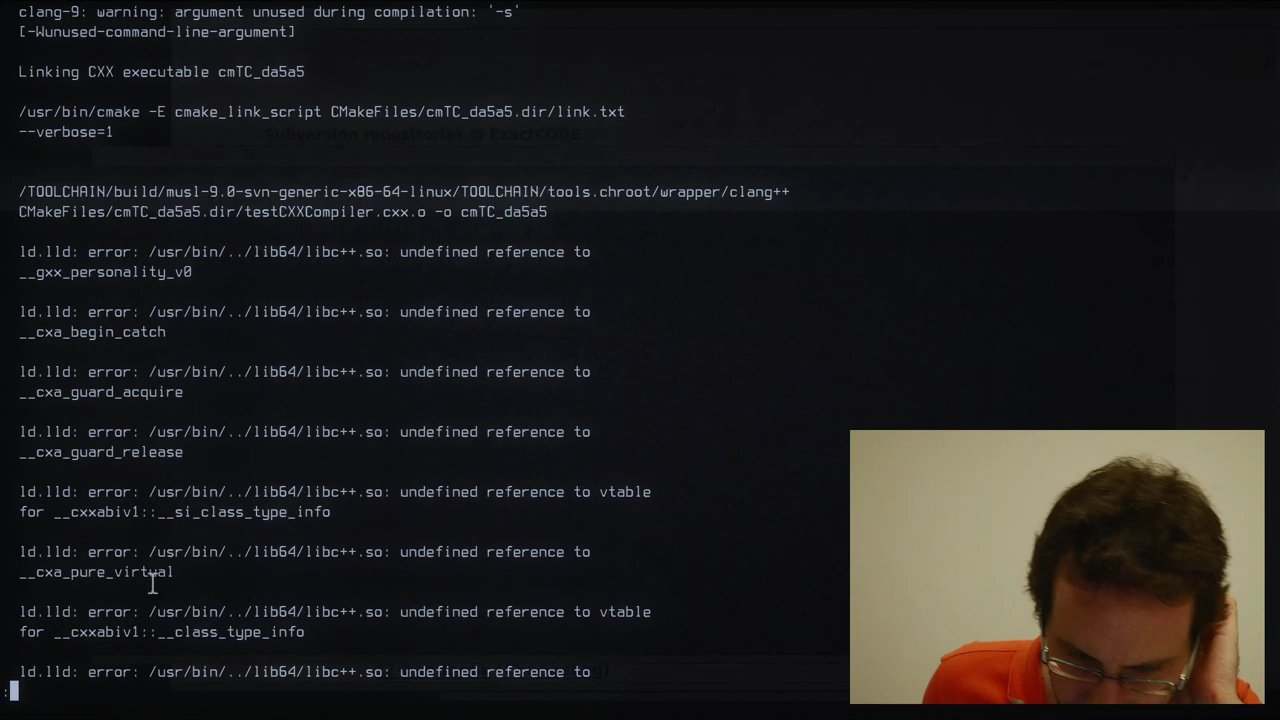 clang-9: warning: argument unused during compilation: '-s'
[-Wunused-command-line-argument]
Linking CXX executable cmTC_da5a5
/usr/bin/cmake -E cmake_link_script CMakeFiles/cmTC_da5a5.dir/link.txt
--verbose=1
Subversion repositories @ ExactCODE
/TOOLCHAIN/build/musl-9.0-svn-generic-x86-64-linux/TOOLCHAIN/tools.chroot/wrapper/clang++
CMakeFiles/cmTC_da5a5.dir/testCXXCompiler.cxx.o -o cmTC_da5a5
ld.lld: error: /usr/bin/../lib64/libc++.so: undefined reference to
__gxx_personality_v0
ld.lld: error: /usr/bin/../lib64/libc++.so: undefined reference to
__cxa_begin_catch
ld.lld: error: /usr/bin/../lib64/libc++.so: undefined reference to
__cxa_guard_acquire
ld.lld: error: /usr/bin/../lib64/libc++.so: undefined reference to
__cxa_guard_release
ld.lld: error: /usr/bin/../lib64/libc++.so: undefined reference to vtable
for __cxxabiv1::__si_class_type_info
ld.lld: error: /usr/bin/../lib64/libc++.so: undefined reference to
__cxa_pure_virtual
ld.lld: error: /usr/bin/../lib64/libc++.so: undefined reference to vtable
for __cxxabiv1::__class_type_info
ld.lld: error: /usr/bin/../lib64/libc++.so: undefined reference to
: